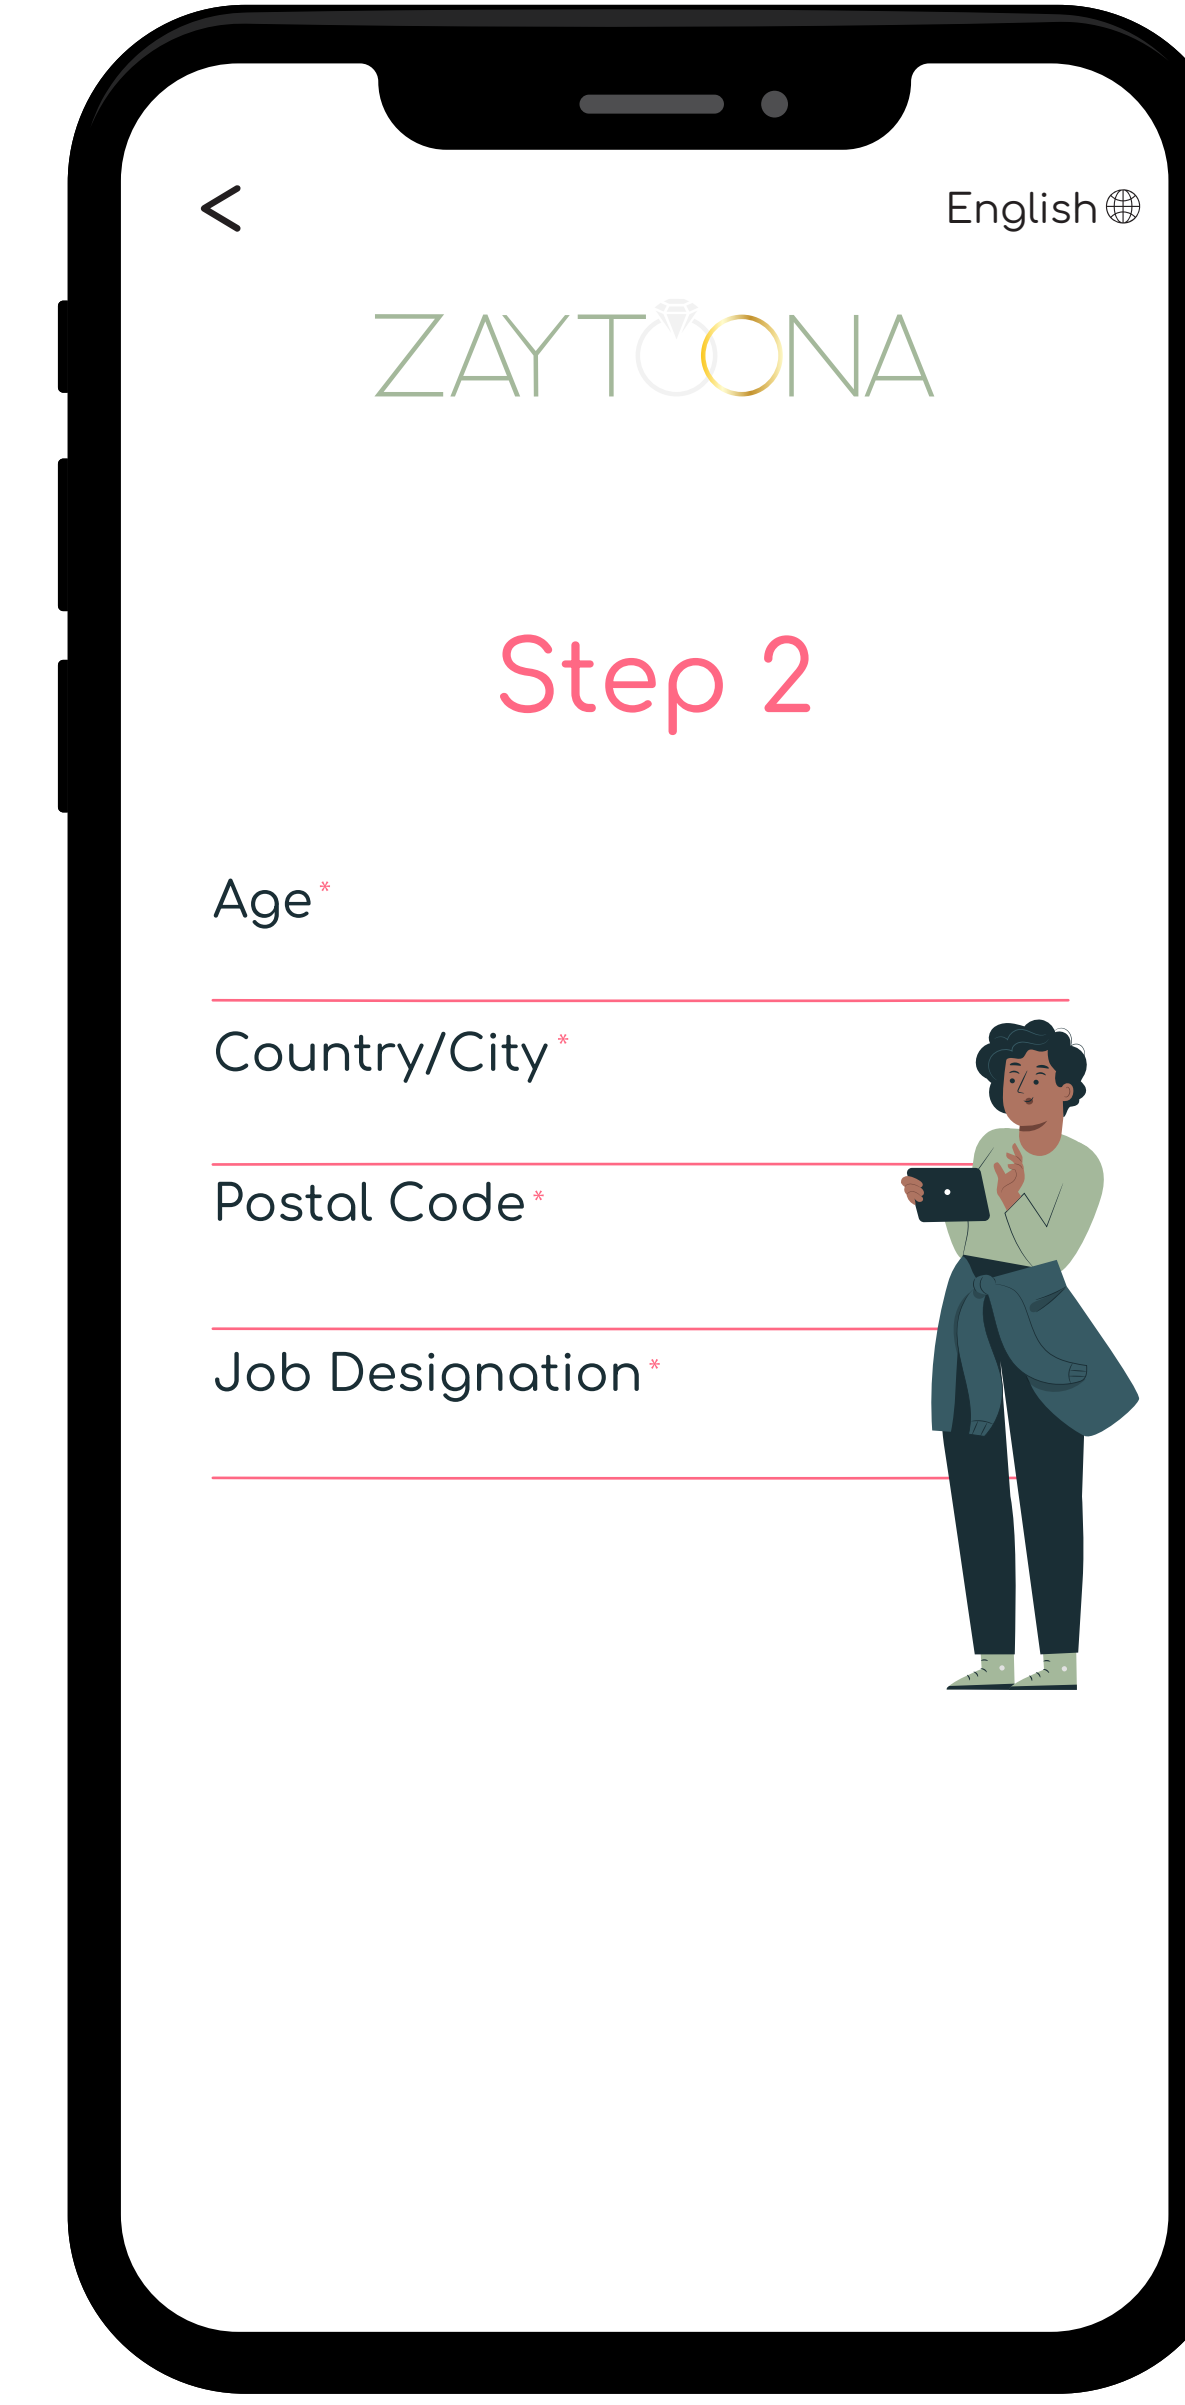 <
English
ZAYTOONA
Step 2
Age*
Country/City*
Postal Code*
Job Designation*